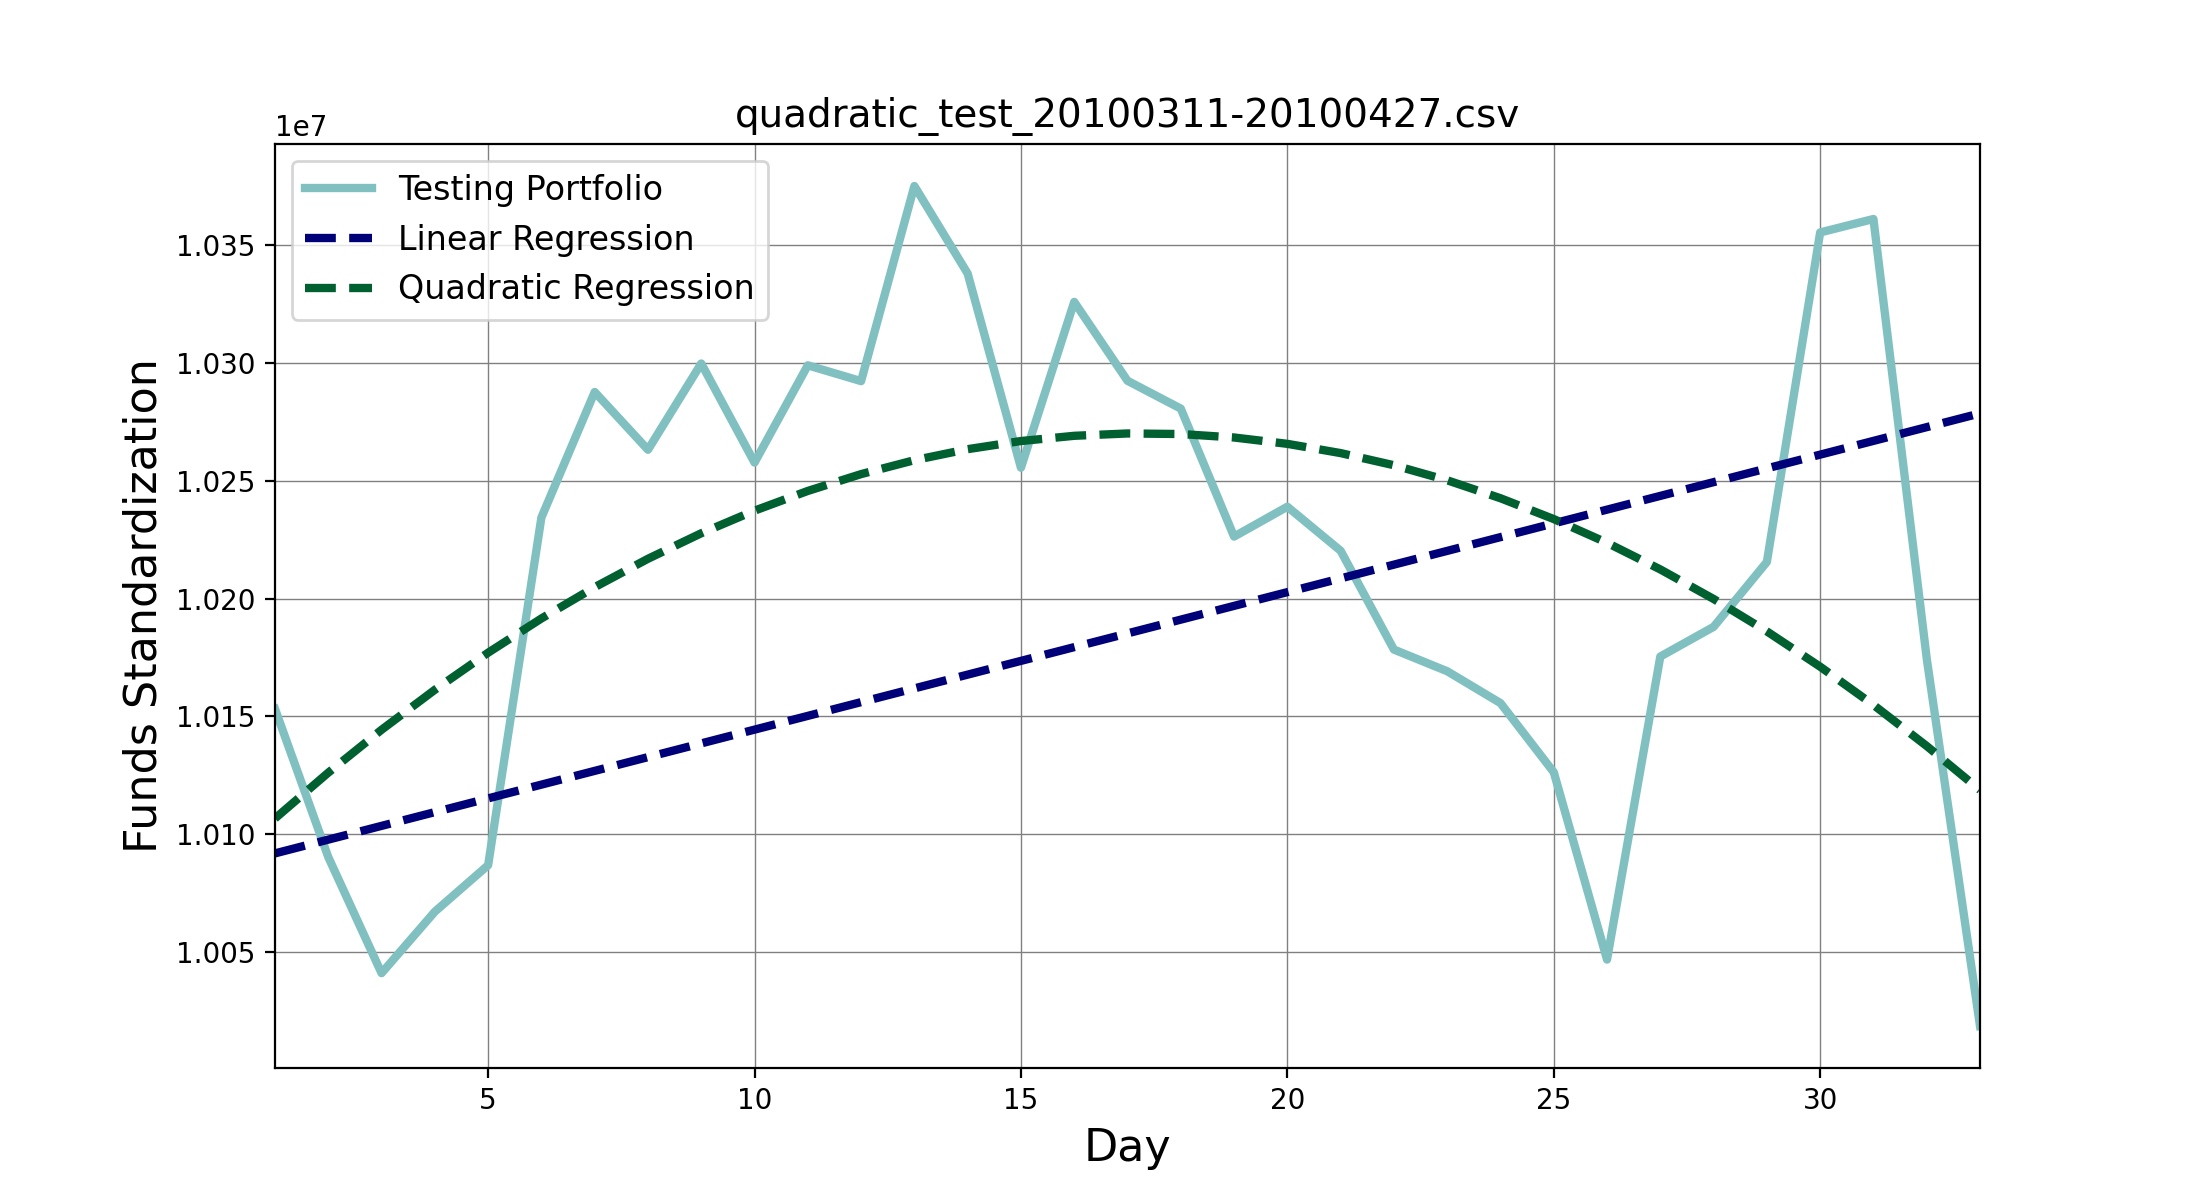 quadratic_test_20100311-20100427.csv
1e7
Testing Portfolio
Linear Regression
Quadratic Regression
1.035
1.030
1.025
1.020
1.015
1.010
1.005
Funds Standardization
5 10 15 20 25 30
Day